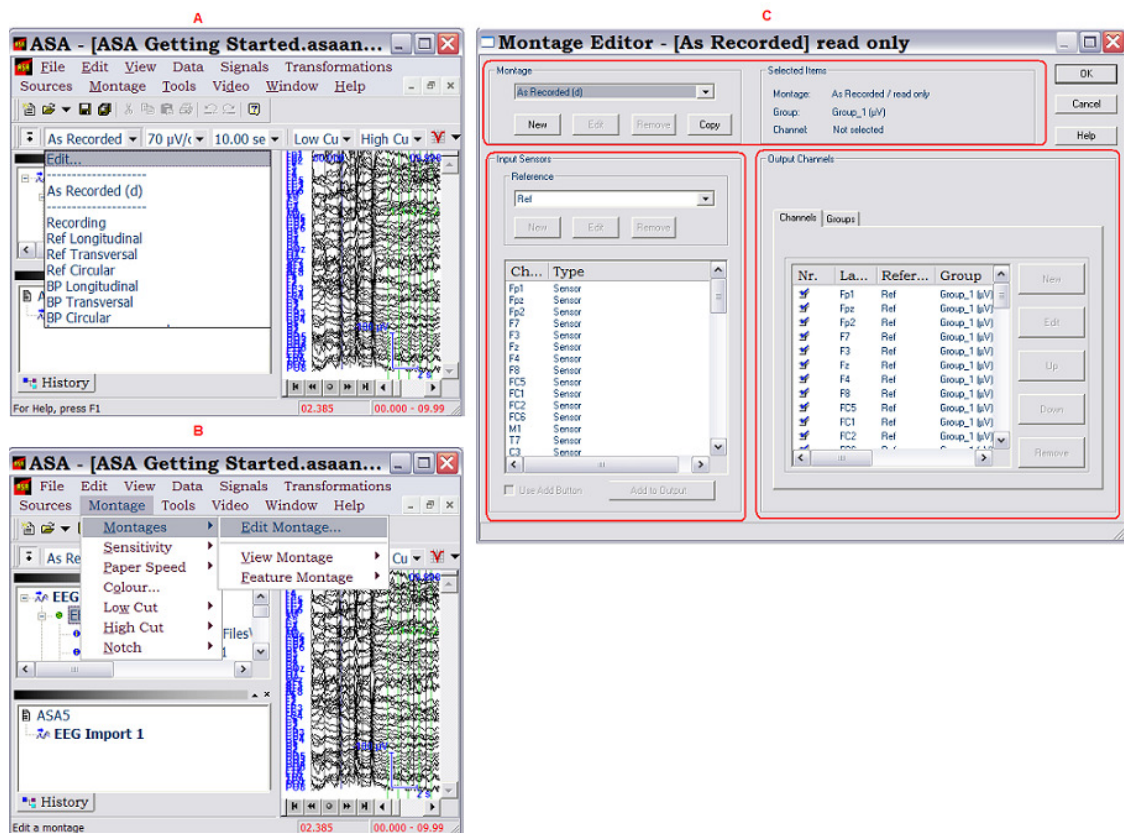 A
ASA - [ASA Getting Started.asaan...
File Edit View Data Signals Transformations
Sources Montage Tools Video Window Help
As Recorded 70 µV/c 10.00 se Low Cu High Cu
Edit...
--------------------
As Recorded (d)
--------------------
Recording
Ref Longitudinal
Ref Transversal
Ref Circular
BP Longitudinal
BP Transversal
BP Circular
2 s
History
For Help, press F1
02.385
00.000 - 09.99
B
ASA - [ASA Getting Started.asaan...
File Edit View Data Signals Transformations
Sources Montage Tools Video Window Help
As Re
Cu
Montages
Edit Montage...
Sensitivity
View Montage
Paper Speed
Feature Montage
Colour...
Low Cut
High Cut
Notch
EEG
Files\
1
ASA5
EEG Import 1
2 s
History
Edit a montage
02.385
00.000 - 09.99
C
Montage Editor - [As Recorded] read only
Montage
As Recorded (d)
New Edit Remove Copy
Selected Items
Montage: As Recorded / read only
Group: Group_1 (µV)
Channel: Not selected
OK
Cancel
Help
Input Sensors
Reference
Ref
New Edit Remove
Ch... Type
Fp1 Sensor
Fpz Sensor
Fp2 Sensor
F7 Sensor
F3 Sensor
Fz Sensor
F4 Sensor
F8 Sensor
FC5 Sensor
FC1 Sensor
FC2 Sensor
FC6 Sensor
M1 Sensor
T7 Sensor
C3 Sensor
Use Add Button
Add to Output
Output Channels
Channels Groups
Nr. La... Refer... Group
Fp1 Ref Group_1 (µV)
Fpz Ref Group_1 (µV)
Fp2 Ref Group_1 (µV)
F7 Ref Group_1 (µV)
F3 Ref Group_1 (µV)
Fz Ref Group_1 (µV)
F4 Ref Group_1 (µV)
F8 Ref Group_1 (µV)
FC5 Ref Group_1 (µV)
FC1 Ref Group_1 (µV)
FC2 Ref Group_1 (µV)
New
Edit
Up
Down
Remove